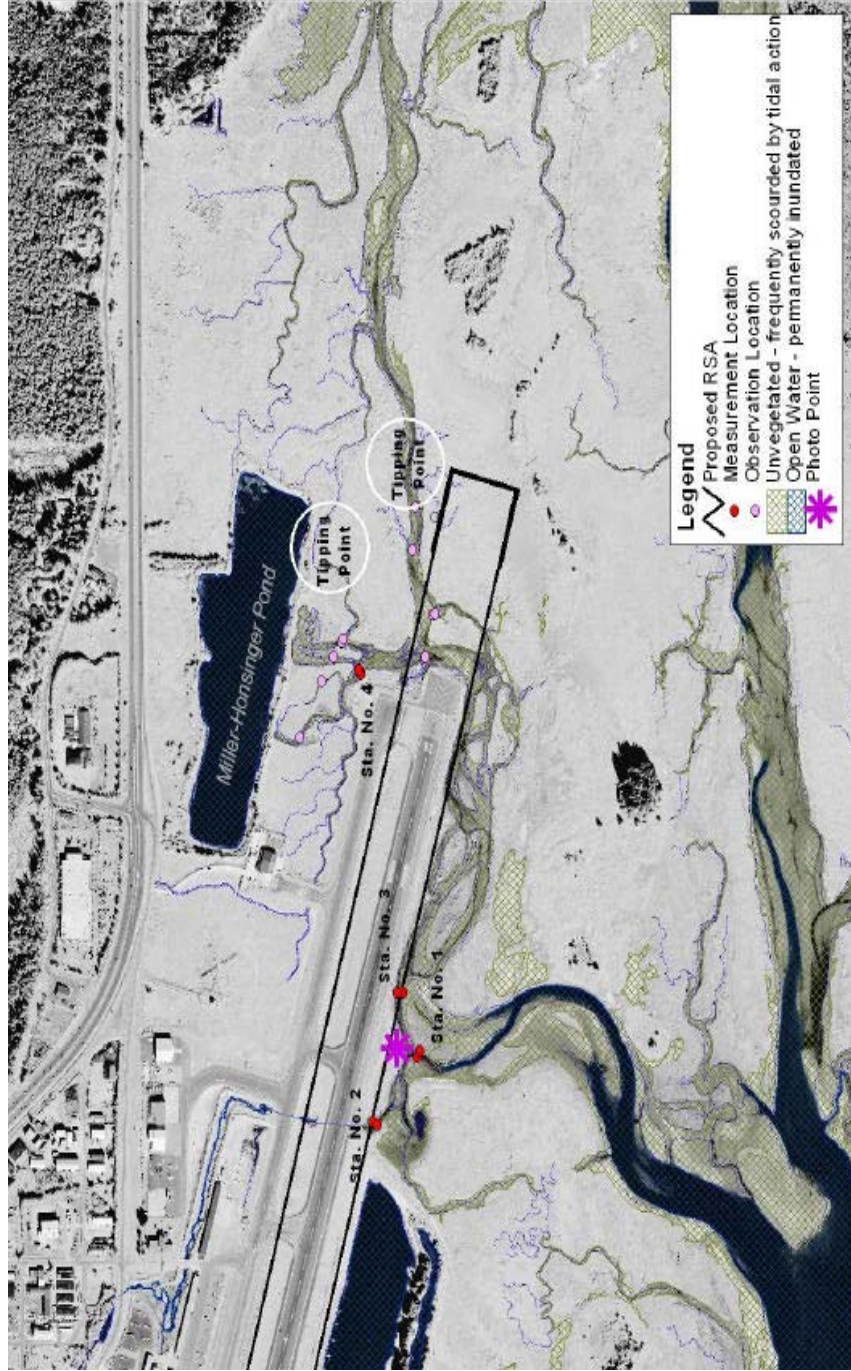 Tipping
Point
Tipping
Point
Miller-Honsinger Pond
Sta. No. 4
Sta. No. 3
Sta. No. 1
Sta. No. 2
Legend
Proposed RSA
Measurement Location
Observation Location
Unvegetated - frequently scourded by tidal action
Open Water - permanently inundated
Photo Point